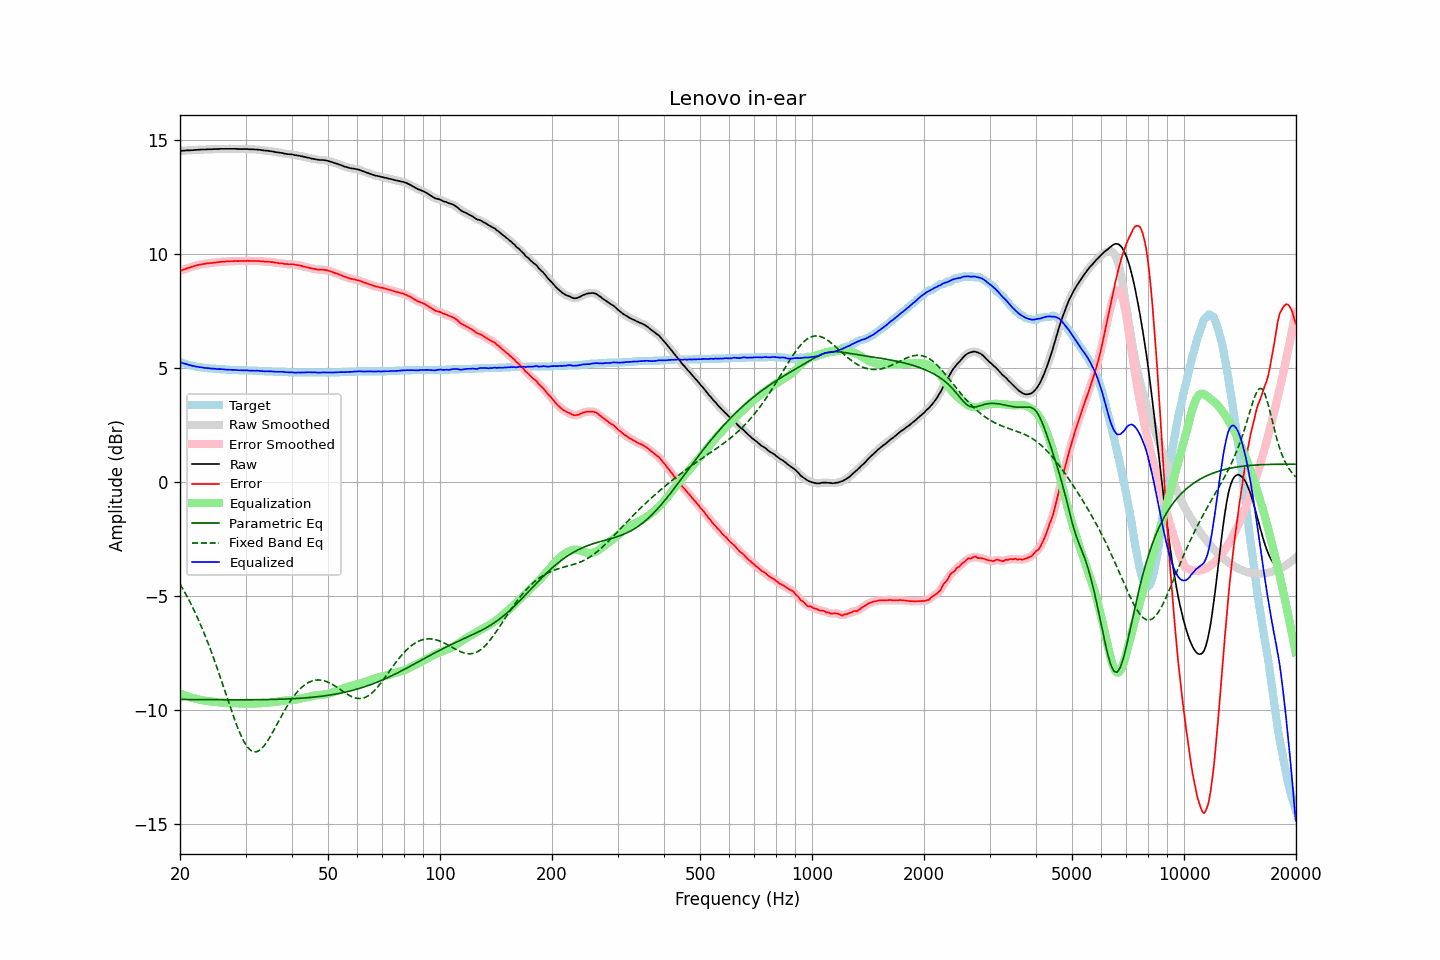 Lenovo in-ear
Amplitude (dBr)
15
10
5
0
−5
−10
−15
Target
Raw Smoothed
Error Smoothed
Raw
Error
Equalization
Parametric Eq
Fixed Band Eq
Equalized
20 50 100 200 500 1000 2000 5000 10000 20000
Frequency (Hz)